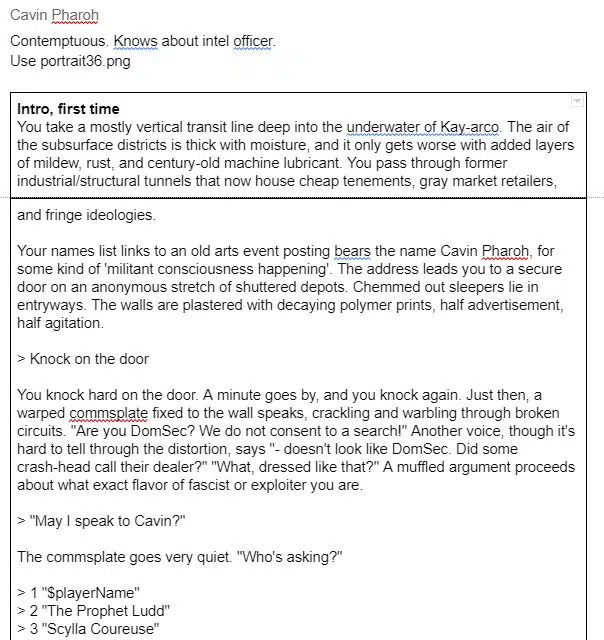 Cavin Pharoh
Contemptuous. Knows about intel officer.
Use portrait36.png
Intro, first time
You take a mostly vertical transit line deep into the underwater of Kay-arco. The air of
the subsurface districts is thick with moisture, and it only gets worse with added layers
of mildew, rust, and century-old machine lubricant. You pass through former
industrial/structural tunnels that now house cheap tenements, gray market retailers,
and fringe ideologies.
Your names list links to an old arts event posting bears the name Cavin Pharoh, for
some kind of 'militant consciousness happening'. The address leads you to a secure
door on an anonymous stretch of shuttered depots. Chemmed out sleepers lie in
entryways. The walls are plastered with decaying polymer prints, half advertisement,
half agitation.
> Knock on the door
You knock hard on the door. A minute goes by, and you knock again. Just then, a
warped commsplate fixed to the wall speaks, crackling and warbling through broken
circuits. "Are you DomSec? We do not consent to a search!" Another voice, though it's
hard to tell through the distortion, says "- doesn't look like DomSec. Did some
crash-head call their dealer?" "What, dressed like that?" A muffled argument proceeds
about what exact flavor of fascist or exploiter you are.
> "May I speak to Cavin?"
The commsplate goes very quiet. "Who's asking?"
> 1 "$playerName"
> 2 "The Prophet Ludd"
> 3 "Scylla Coureuse"